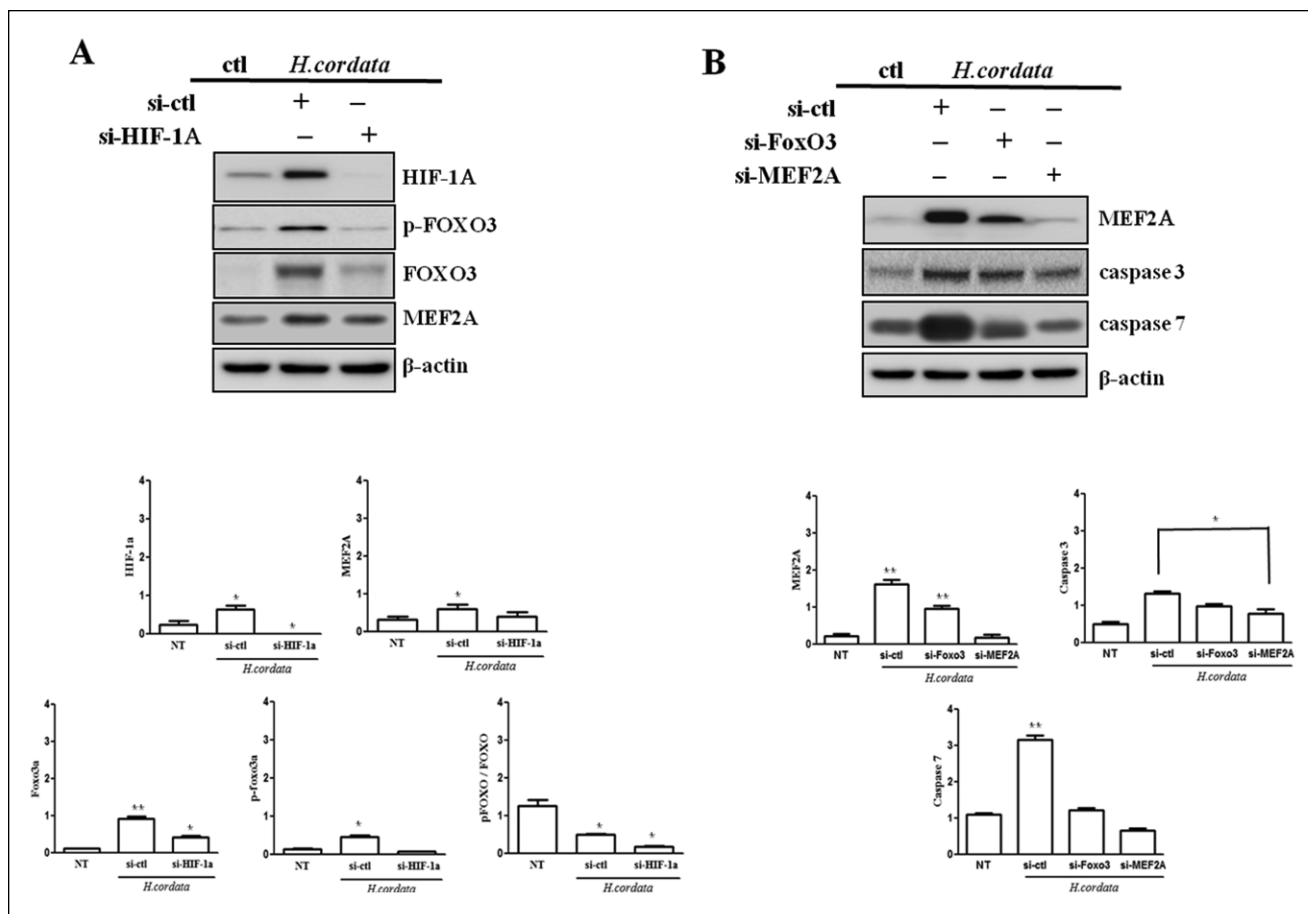 A
ctl H.cordata
si-ctl + –
si-HIF-1A – +
HIF-1A
p-FOXO3
FOXO3
MEF2A
β-actin
B
ctl H.cordata
si-ctl + – –
si-FoxO3 – + –
si-MEF2A – – +
MEF2A
caspase 3
caspase 7
β-actin
HIF-1a
4
3
2
1
0
*
*
NT si-ctl si-HIF-1a
H.cordata
MEF2A
4
3
2
1
0
*
NT si-ctl si-HIF-1a
H.cordata
Foxo3a
4
3
2
1
0
**
*
NT si-ctl si-HIF-1a
H.cordata
p-foxo3a
4
3
2
1
0
*
NT si-ctl si-HIF-1a
H.cordata
pFOXO / FOXO
4
3
2
1
0
*
*
NT si-ctl si-HIF-1a
H.cordata
MEF2A
4
3
2
1
0
**
**
NT si-ctl si-Foxo3 si-MEF2A
H.cordata
Caspase 3
4
3
2
1
0
*
NT si-ctl si-Foxo3 si-MEF2A
H.cordata
Caspase 7
4
3
2
1
0
**
NT si-ctl si-Foxo3 si-MEF2A
H.cordata